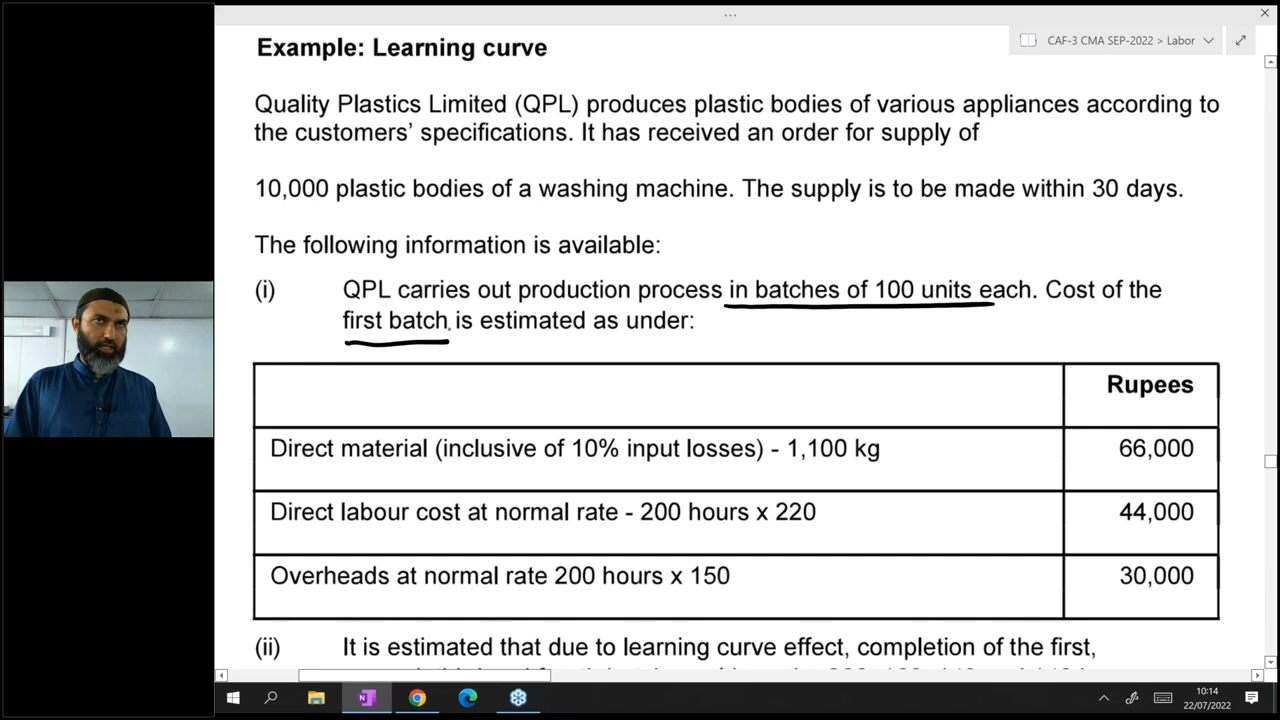 CAF-3 CMA SEP-2022 > Labor
Example: Learning curve
Quality Plastics Limited (QPL) produces plastic bodies of various appliances according to
the customers' specifications. It has received an order for supply of
10,000 plastic bodies of a washing machine. The supply is to be made within 30 days.
The following information is available:
(i) QPL carries out production process in batches of 100 units each. Cost of the
first batch is estimated as under:
Rupees
Direct material (inclusive of 10% input losses) - 1,100 kg 66,000
Direct labour cost at normal rate - 200 hours x 220 44,000
Overheads at normal rate 200 hours x 150 30,000
(ii) It is estimated that due to learning curve effect, completion of the first,
10:14
22/07/2022